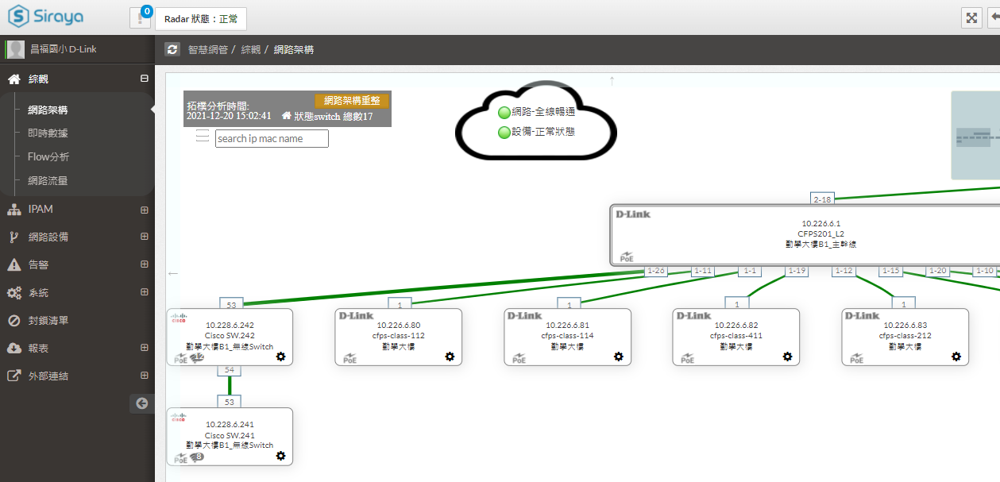 Siraya
0
Radar 狀態：正常
昌福國小 D-Link
智慧網管 / 綜觀 / 網路架構
綜觀
網路架構
即時數據
Flow分析
網路流量
IPAM
網路設備
告警
系統
封鎖清單
報表
外部連結
拓樸分析時間:
網路架構重整
2021-12-20 15:02:41
狀態switch 總數17
search ip mac name
網路-全線暢通
設備-正常狀態
2-18
D-Link
10.226.6.1
CFPS201_L2
勤學大樓B1_主幹線
PoE
1-26
1-11
1-1
1-19
1-12
1-15
1-20
1-10
53
CISCO
10.228.6.242
Cisco SW.242
勤學大樓B1_無線Switch
PoE
12
54
1
D-Link
10.226.6.80
cfps-class-112
勤學大樓
PoE
1
D-Link
10.226.6.81
cfps-class-114
勤學大樓
PoE
1
D-Link
10.226.6.82
cfps-class-411
勤學大樓
PoE
1
D-Link
10.226.6.83
cfps-class-212
勤學大樓
PoE
53
CISCO
10.228.6.241
Cisco SW.241
勤學大樓B1_無線Switch
PoE
8